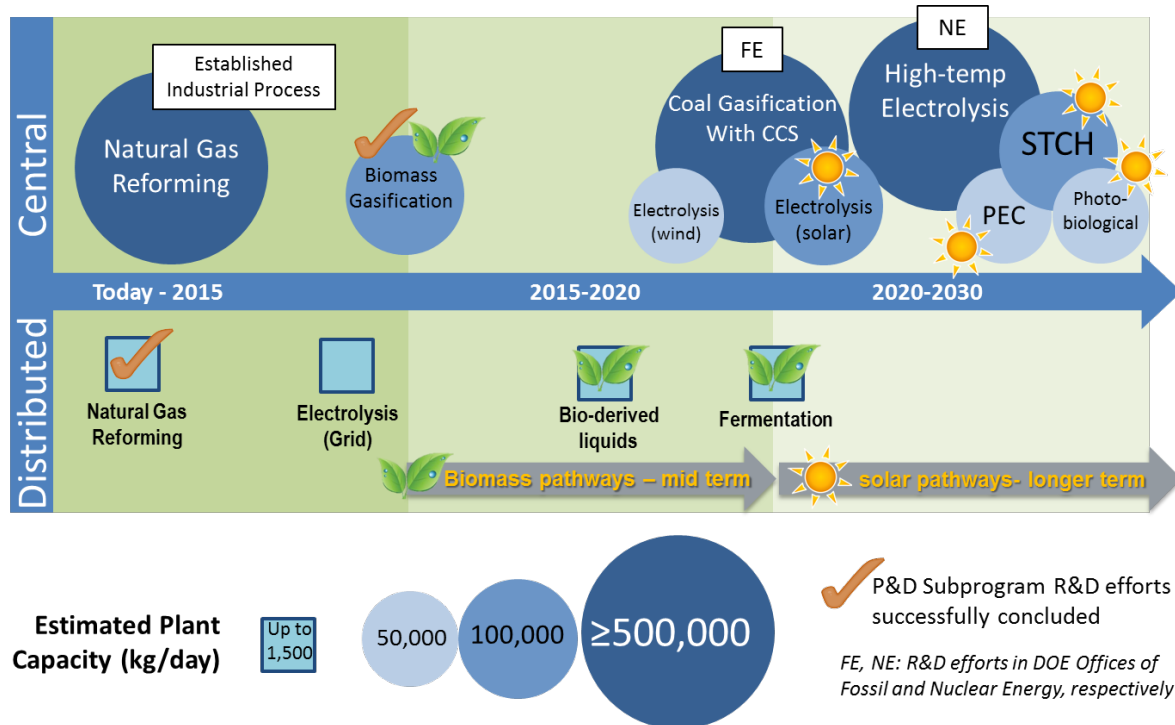 Central
Established
Industrial Process
Natural Gas
Reforming
Biomass
Gasification
FE
Coal Gasification
With CCS
Electrolysis
(wind)
Electrolysis
(solar)
NE
High-temp
Electrolysis
STCH
PEC
Photo-
biological
Today - 2015
2015-2020
2020-2030
Distributed
Natural Gas
Reforming
Electrolysis
(Grid)
Bio-derived
liquids
Fermentation
Biomass pathways – mid term
solar pathways- longer term
Estimated Plant
Capacity (kg/day)
Up to
1,500
50,000
100,000
≥500,000
P&D Subprogram R&D efforts
successfully concluded
FE, NE: R&D efforts in DOE Offices of
Fossil and Nuclear Energy, respectively